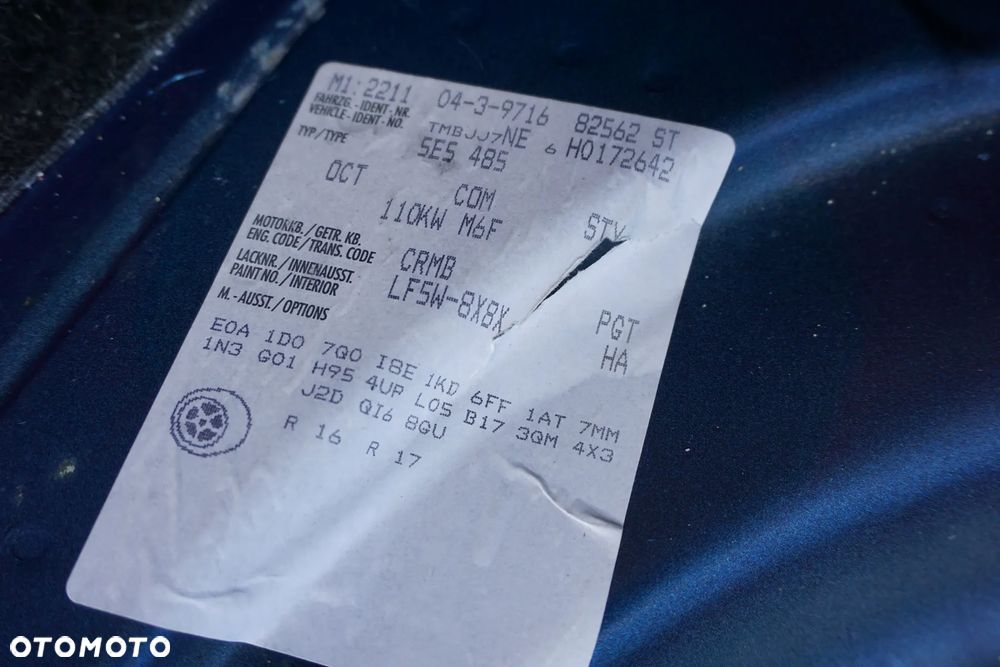 M1: 2211 04-3-9716 82562 ST
FAHRZG.-IDENT-NR.
VEHICLE-IDENT-NO. TMBJJ7NE 6 H0172642
TYP/TYPE 5E5 485
OCT COM STV
110KW M6F
MOTORKB./GETR. KB.
ENG. CODE/TRANS. CODE CRMB PGT
LACKNR./INNENAUSST.
PAINT NO./INTERIOR LF5W-8X8X HA
M.-AUSST./OPTIONS
E0A 1D0 7Q0 I8E 1KD 6FF 1AT 7MM
1N3 G01 H95 4UP L05 B17 3QM 4X3
J2D QI6 8GU
R 16 R 17
OTOMOTO